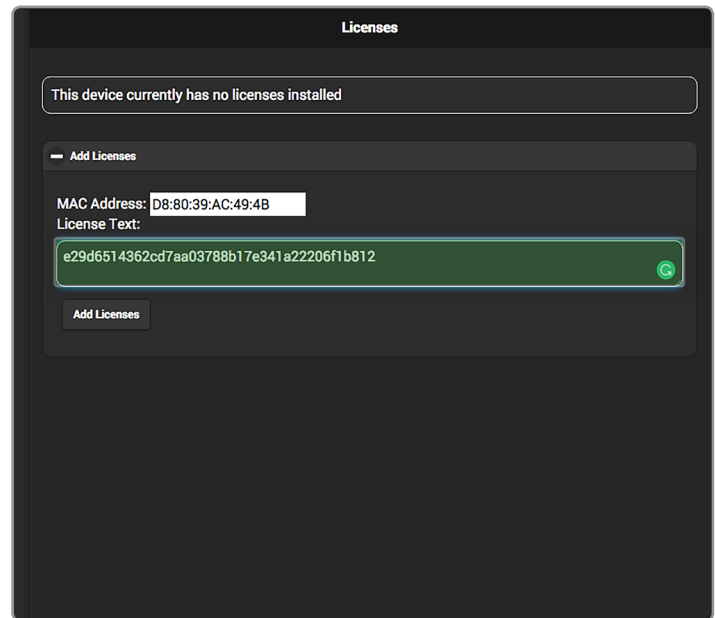 Licenses
This device currently has no licenses installed
Add Licenses
MAC Address: D8:80:39:AC:49:4B
License Text:
e29d6514362cd7aa03788b17e341a22206f1b812
Add Licenses